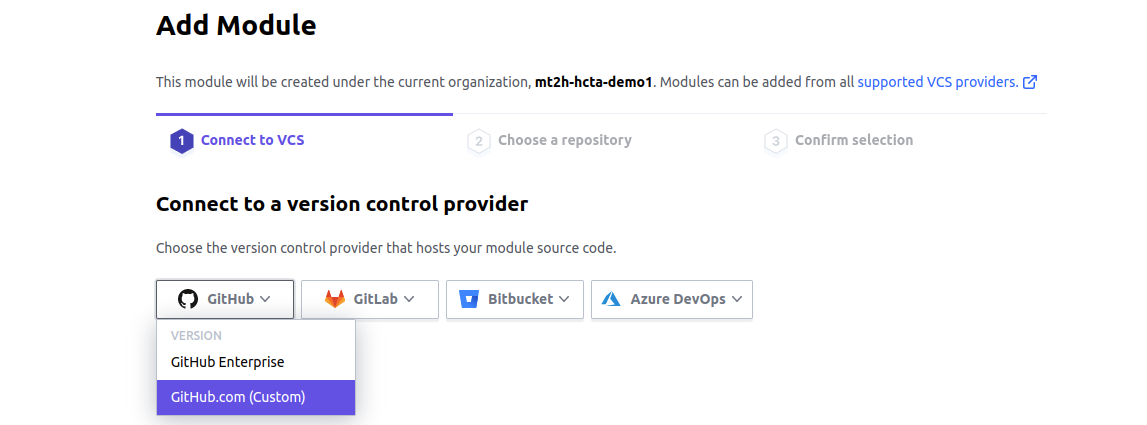 Add Module
This module will be created under the current organization, mt2h-hcta-demo1. Modules can be added from all supported VCS providers.
1 Connect to VCS
2 Choose a repository
3 Confirm selection
Connect to a version control provider
Choose the version control provider that hosts your module source code.
GitHub GitLab Bitbucket Azure DevOps
VERSION
GitHub Enterprise
GitHub.com (Custom)